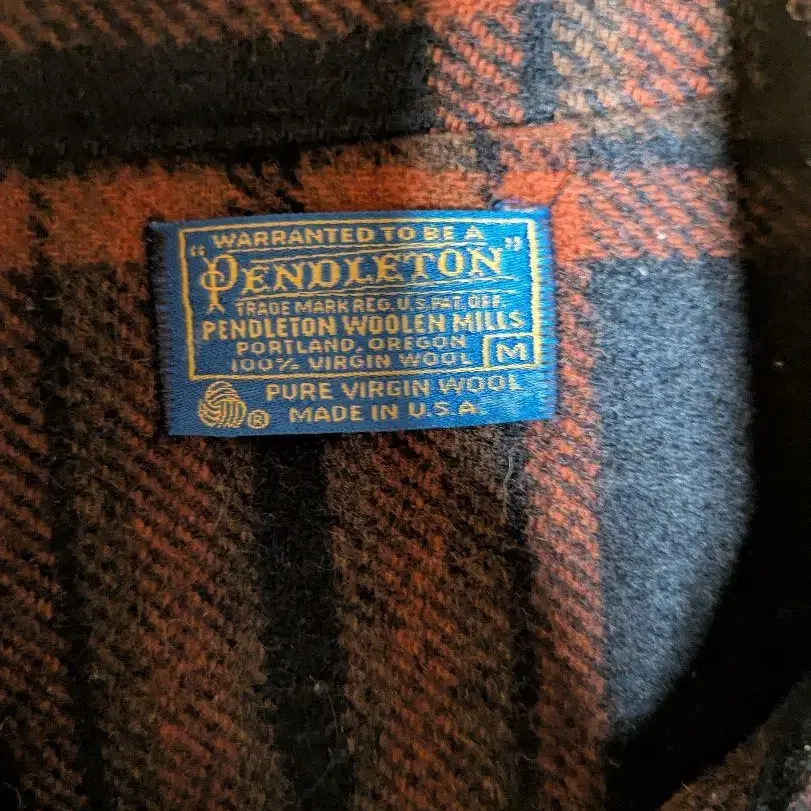 WARRANTED TO BE A
"PENDLETON"
TRADE MARK REG. U.S. PAT. OFF.
PENDLETON WOOLEN MILLS
PORTLAND, OREGON
100% VIRGIN WOOL M
PURE VIRGIN WOOL
® MADE IN U.S.A.